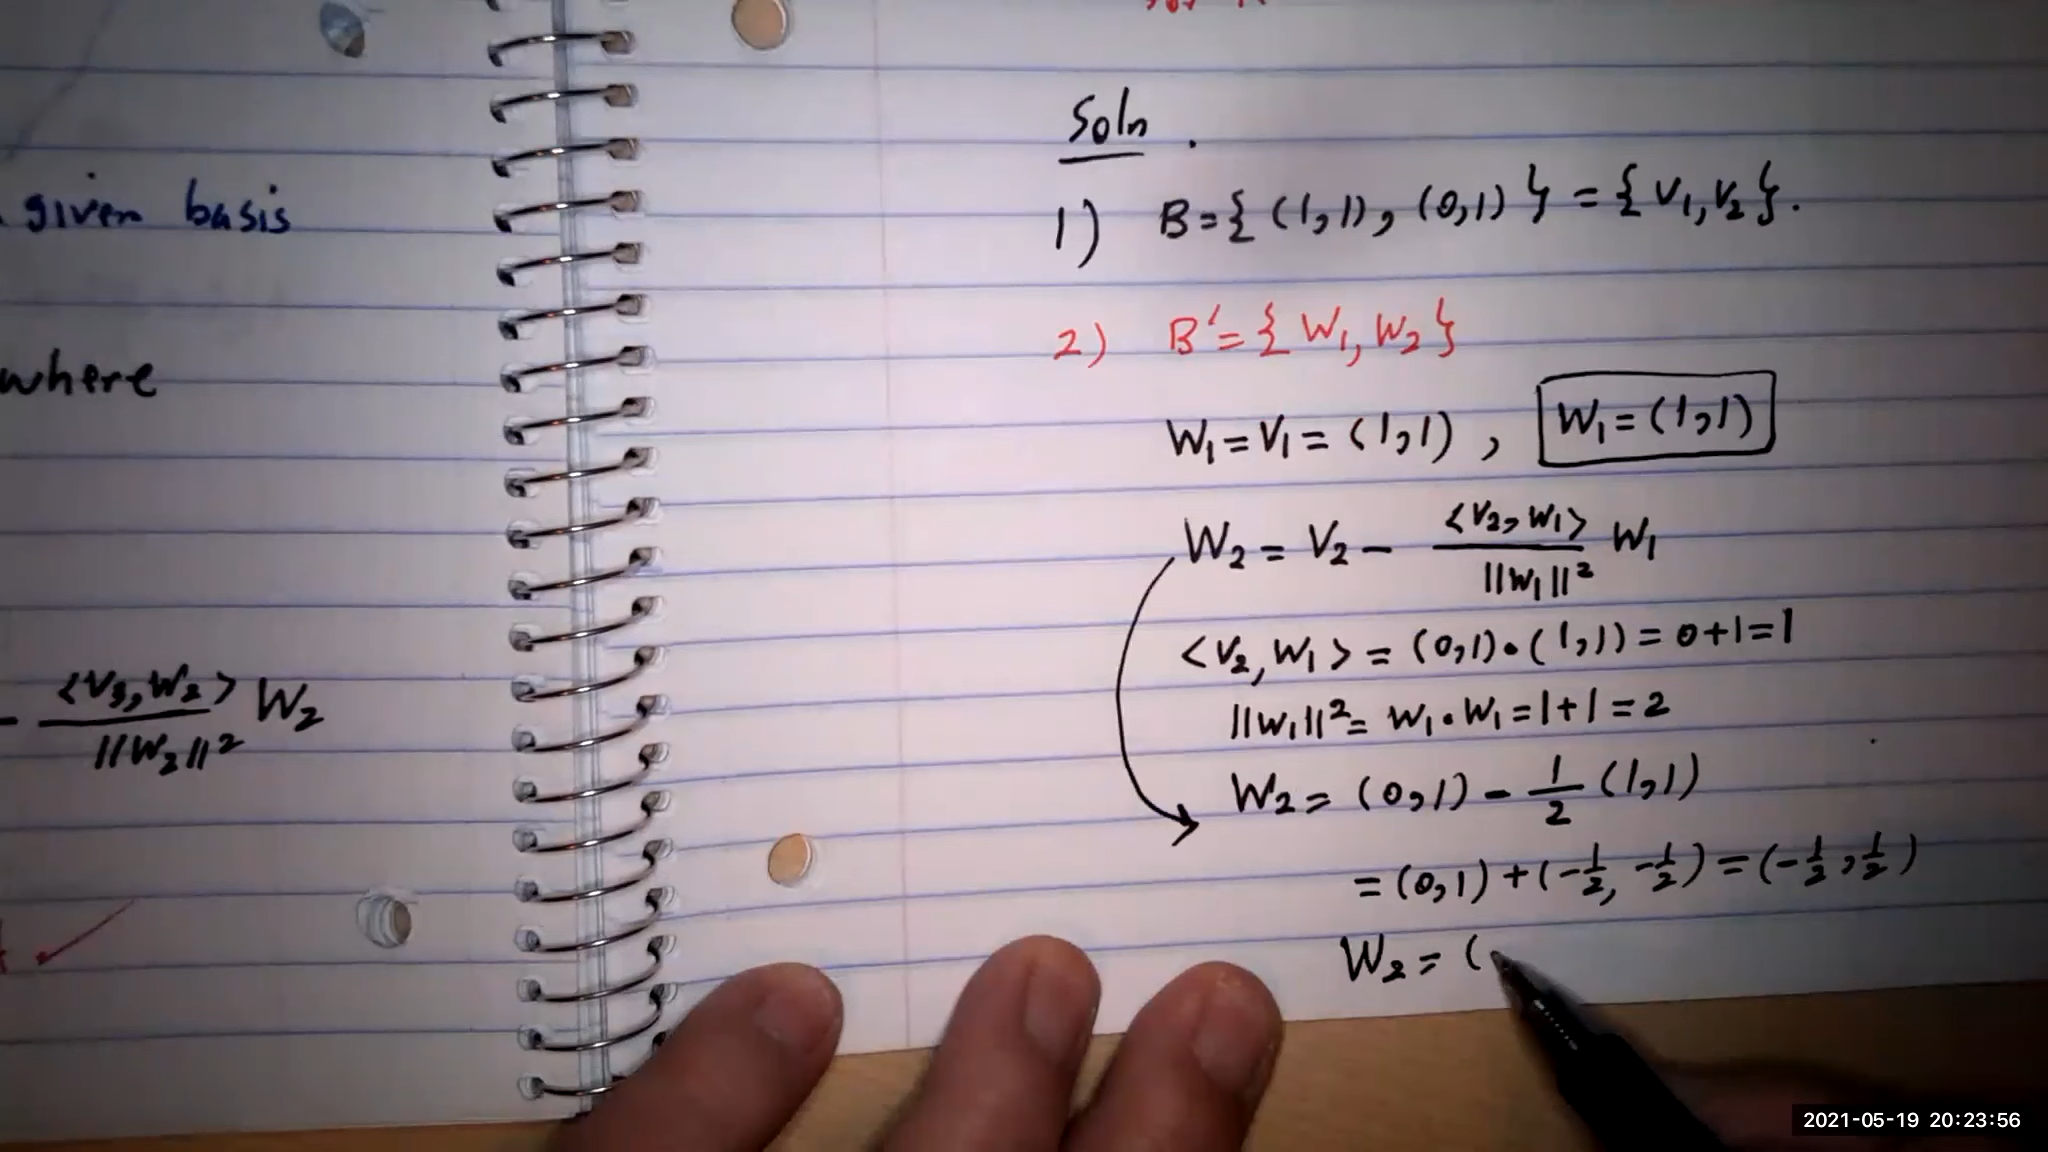 given basis
where
- <V3, W2> / ||W2||² W2
Soln.
1) B={(1,1), (0,1)} = {V1, V2}.
2) B'={W1, W2}
W1=V1=(1,1), W1=(1,1)
W2 = V2 - <V2, W1> / ||W1||² W1
<V2, W1> = (0,1)•(1,1)=0+1=1
||W1||²= W1•W1=1+1=2
W2= (0,1) - 1/2 (1,1)
=(0,1)+(-1/2, -1/2)=(-1/2, 1/2)
W2=(
2021-05-19 20:23:56